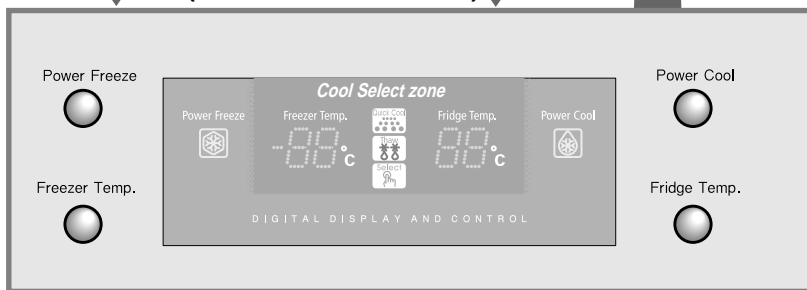 Power Freeze
Power Cool
Cool Select zone
Power Freeze
Freezer Temp.
Quick Cool
Fridge Temp.
Power Cool
-88°C
Thaw
88°C
Select
Freezer Temp.
Fridge Temp.
DIGITAL DISPLAY AND CONTROL